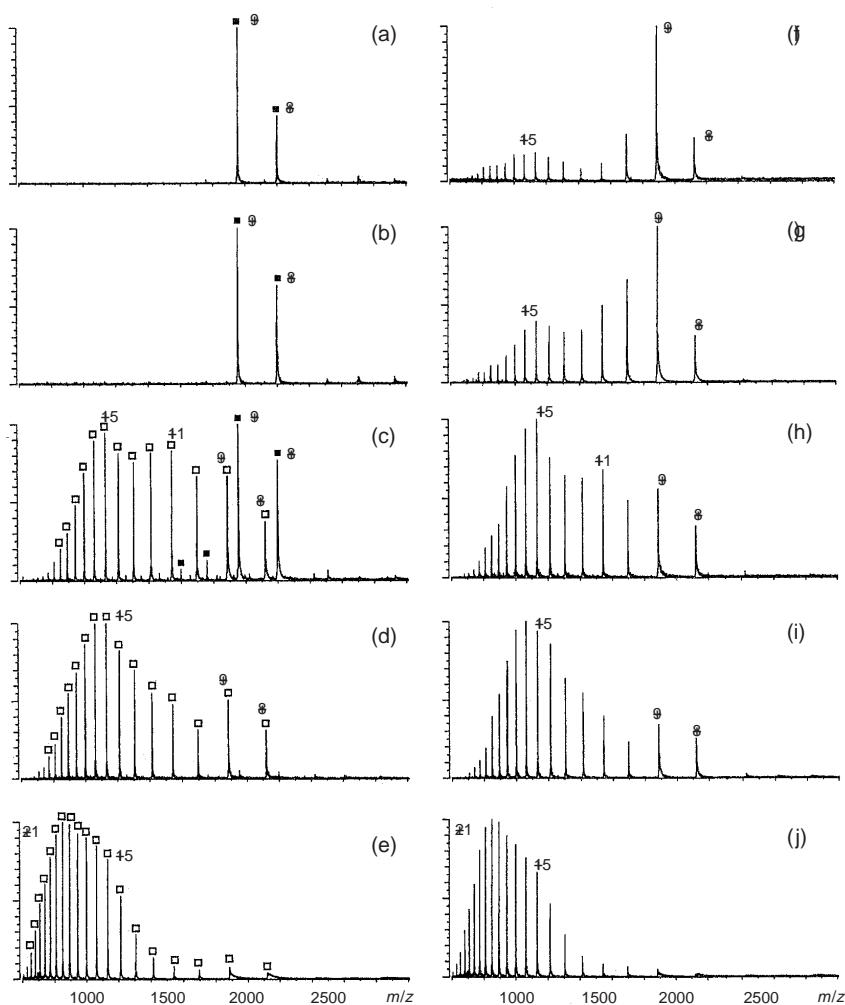 +9
(a)
+8
+9
(f)
+15
+8
+9
(b)
+8
+9
(g)
+15
+8
+15
+11
+9
+9
(c)
+8
+8
+15
(h)
+11
+9
+8
+15
(d)
+9
+8
+15
(i)
+9
+8
+21
+15
(e)
+21
(j)
+15
1000 1500 2000 2500 m/z
1000 1500 2000 2500 m/z